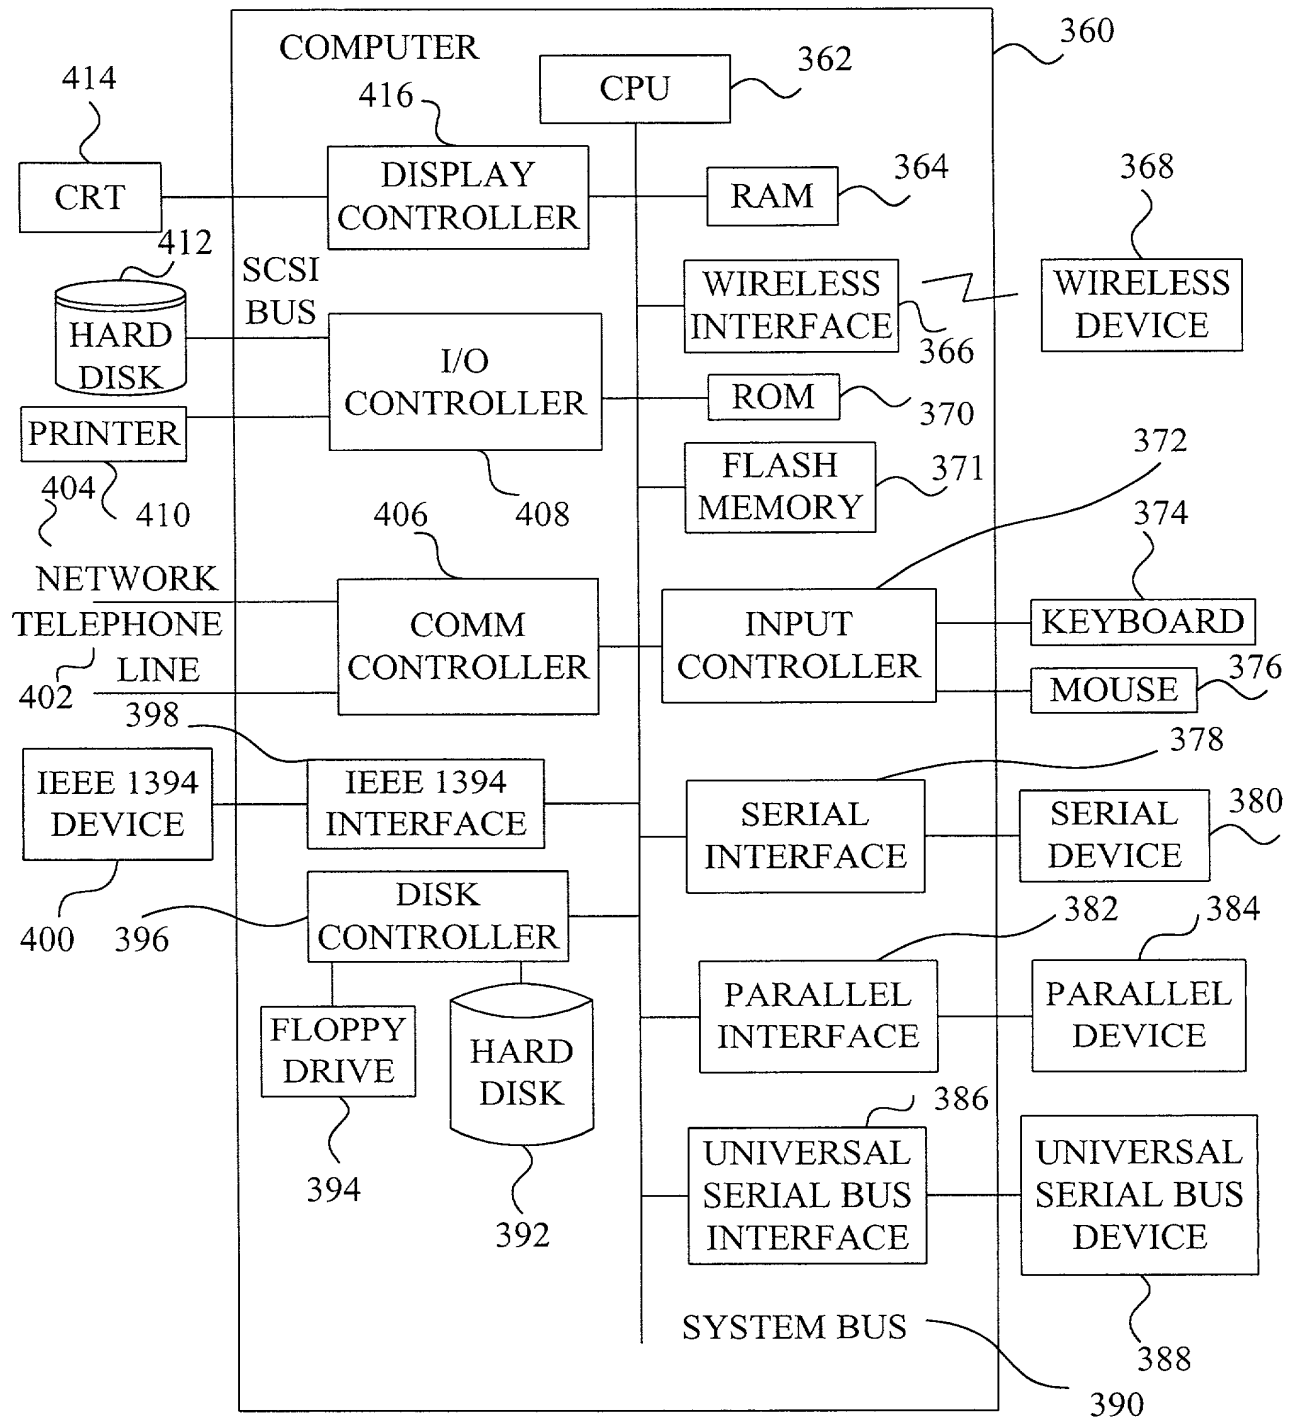 COMPUTER
360
362
CPU
414
416
CRT
DISPLAY
CONTROLLER
RAM
364
368
412
SCSI
BUS
HARD
DISK
WIRELESS
INTERFACE
366
WIRELESS
DEVICE
I/O
CONTROLLER
ROM
370
PRINTER
372
404
410
408
FLASH
MEMORY
371
406
374
NETWORK
TELEPHONE
LINE
402
COMM
CONTROLLER
INPUT
CONTROLLER
KEYBOARD
MOUSE
376
398
378
IEEE 1394
DEVICE
IEEE 1394
INTERFACE
SERIAL
INTERFACE
SERIAL
DEVICE
380
400
396
DISK
CONTROLLER
382
384
FLOPPY
DRIVE
HARD
DISK
PARALLEL
INTERFACE
PARALLEL
DEVICE
386
394
392
UNIVERSAL
SERIAL BUS
INTERFACE
UNIVERSAL
SERIAL BUS
DEVICE
SYSTEM BUS
388
390